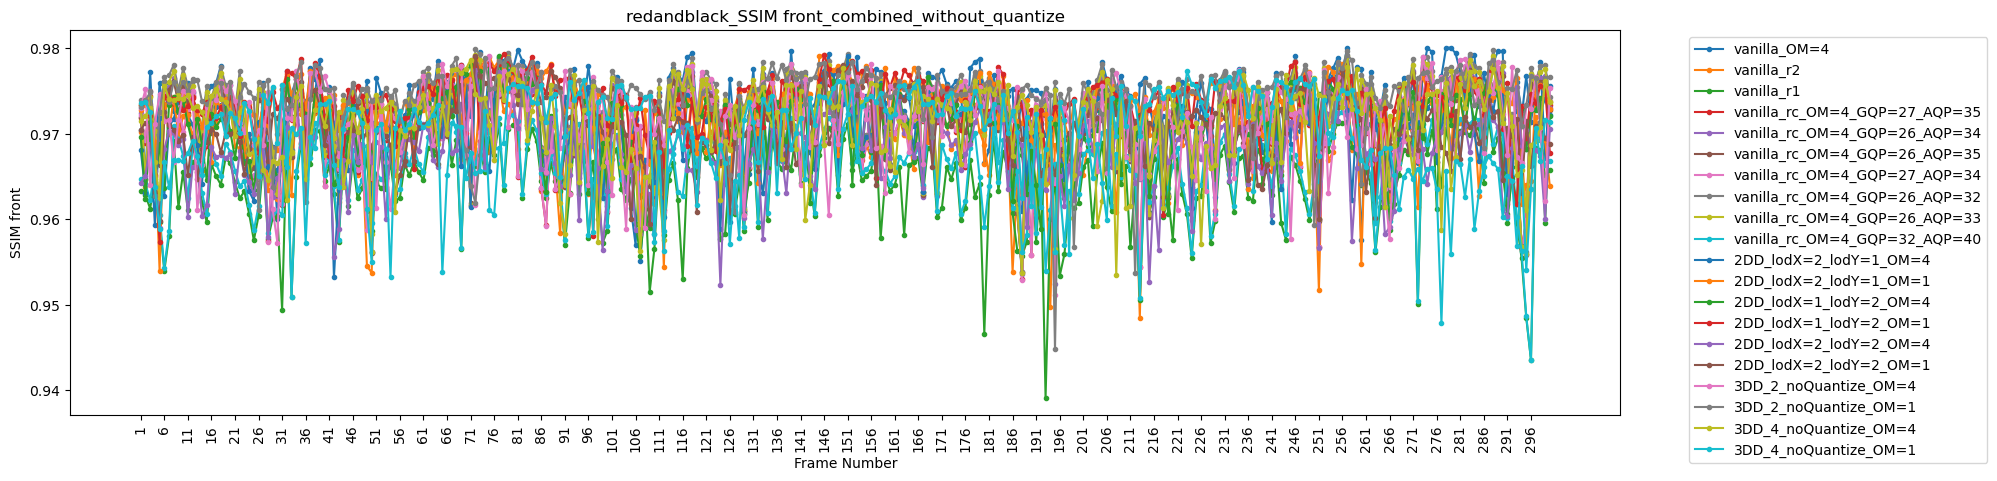 redandblack_SSIM front_combined_without_quantize
SSIM front
0.98
0.97
0.96
0.95
0.94
1 6 11 16 21 26 31 36 41 46 51 56 61 66 71 76 81 86 91 96 101 106 111 116 121 126 131 136 141 146 151 156 161 166 171 176 181 186 191 196 201 206 211 216 221 226 231 236 241 246 251 256 261 266 271 276 281 286 291 296
Frame Number
vanilla_OM=4
vanilla_r2
vanilla_r1
vanilla_rc_OM=4_GQP=27_AQP=35
vanilla_rc_OM=4_GQP=26_AQP=34
vanilla_rc_OM=4_GQP=26_AQP=35
vanilla_rc_OM=4_GQP=27_AQP=34
vanilla_rc_OM=4_GQP=26_AQP=32
vanilla_rc_OM=4_GQP=26_AQP=33
vanilla_rc_OM=4_GQP=32_AQP=40
2DD_lodX=2_lodY=1_OM=4
2DD_lodX=2_lodY=1_OM=1
2DD_lodX=1_lodY=2_OM=4
2DD_lodX=1_lodY=2_OM=1
2DD_lodX=2_lodY=2_OM=4
2DD_lodX=2_lodY=2_OM=1
3DD_2_noQuantize_OM=4
3DD_2_noQuantize_OM=1
3DD_4_noQuantize_OM=4
3DD_4_noQuantize_OM=1